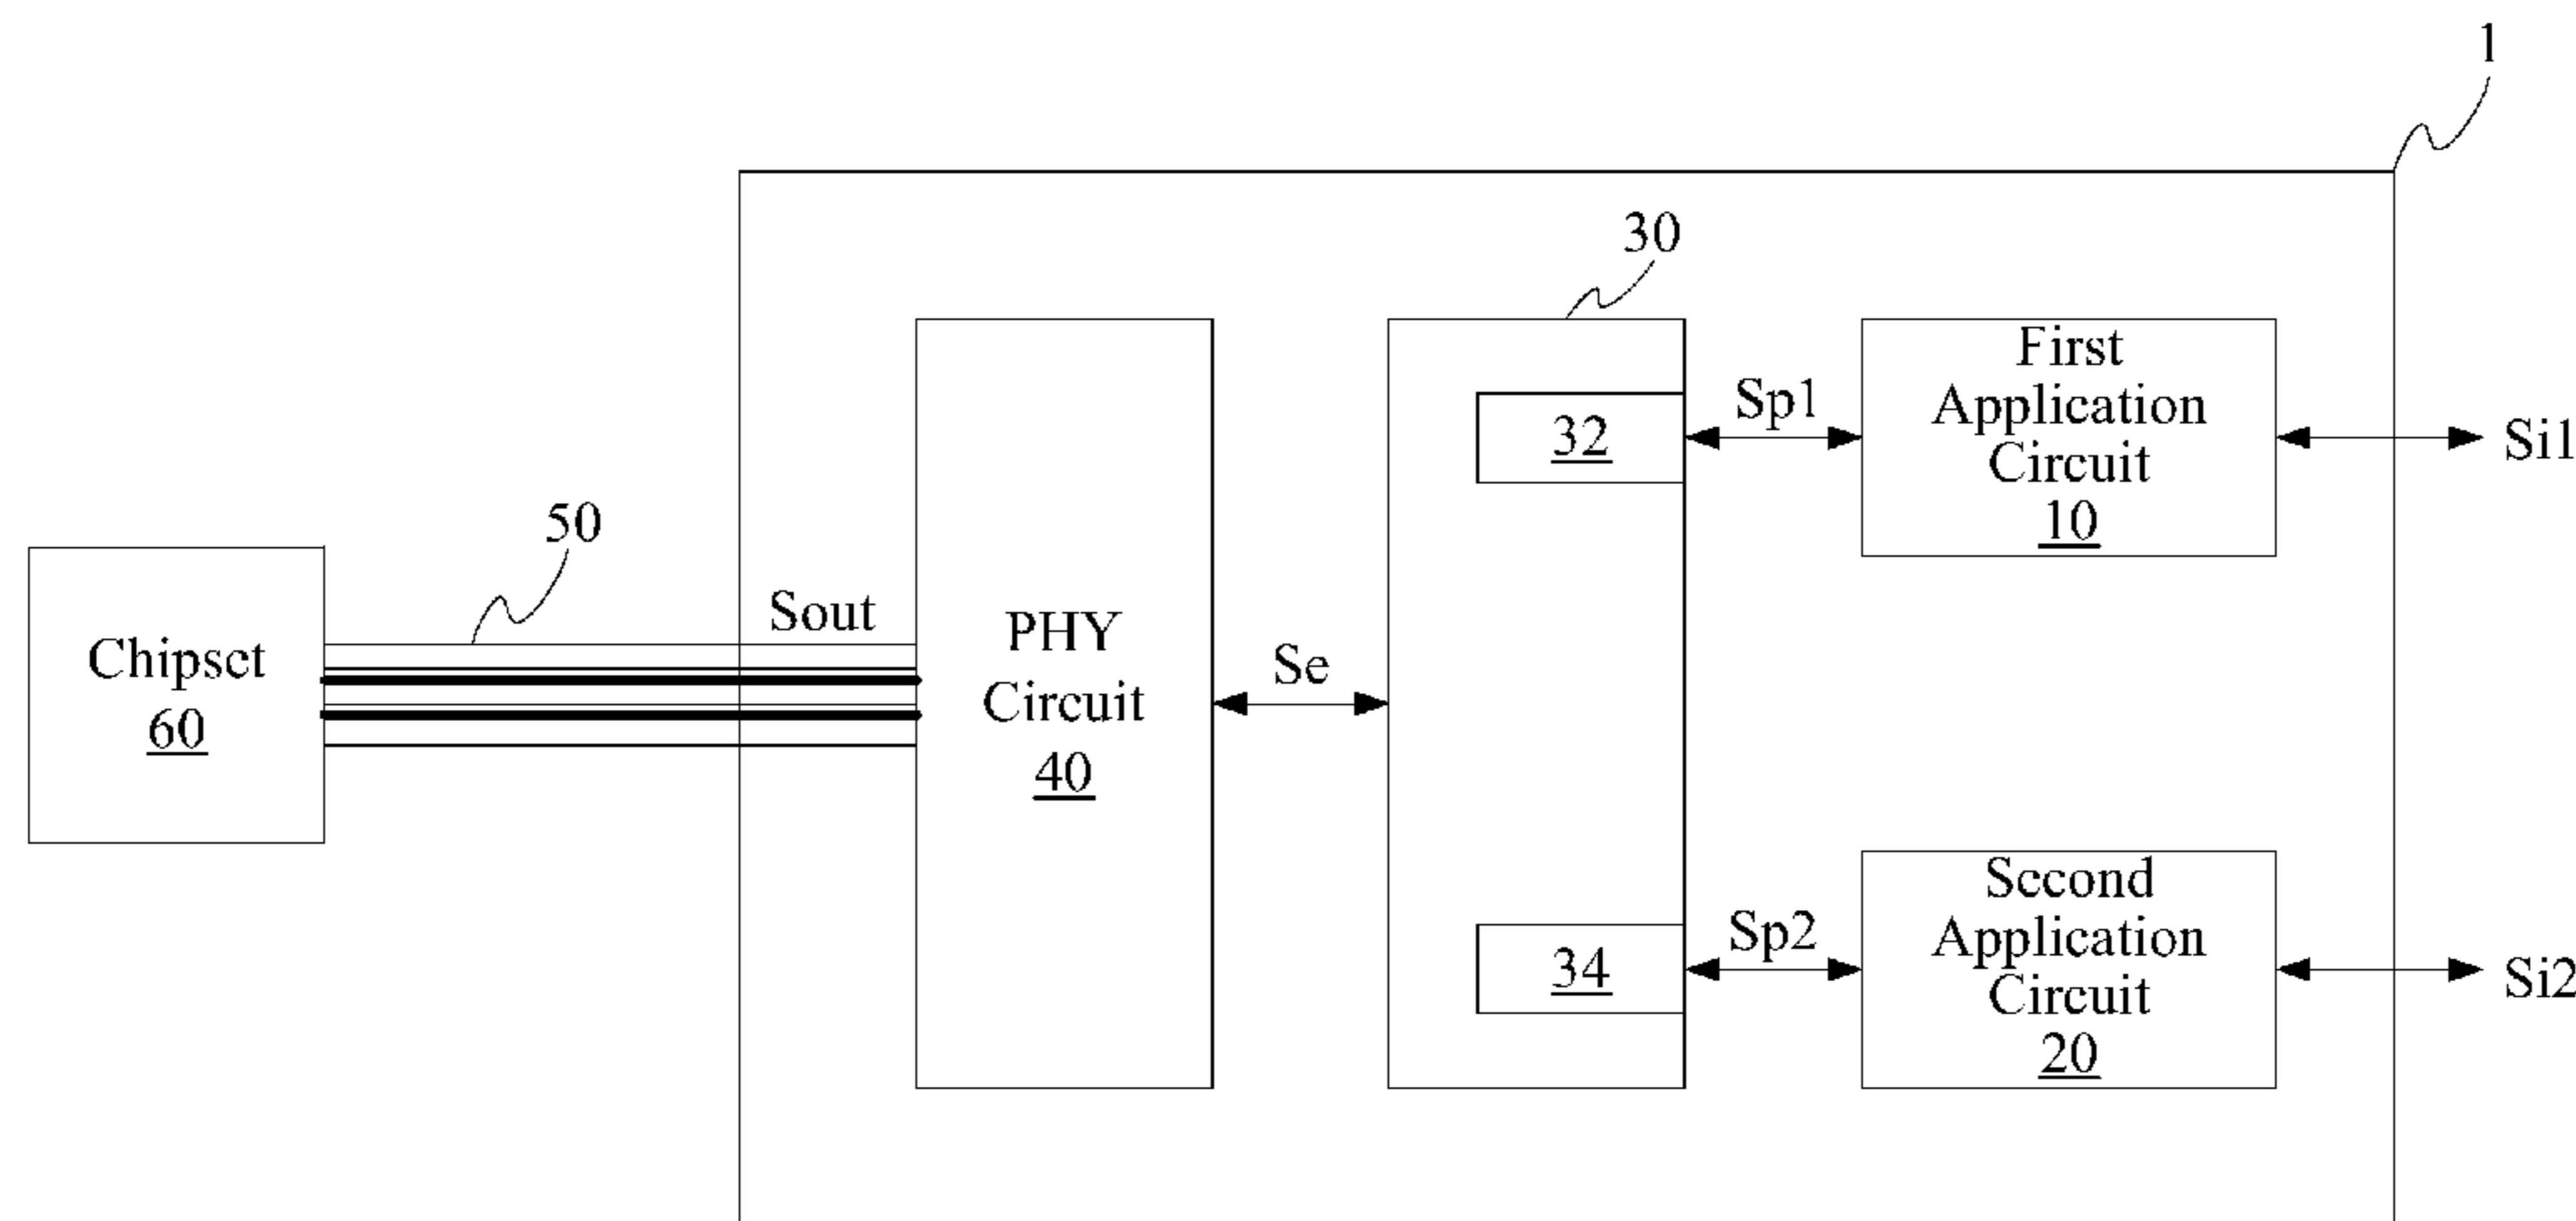 1
30
First
Application
Circuit
10
Sp1
32
Si1
50
Sout
Chipset
60
PHY
Circuit
40
Se
Second
Application
Circuit
20
Sp2
34
Si2